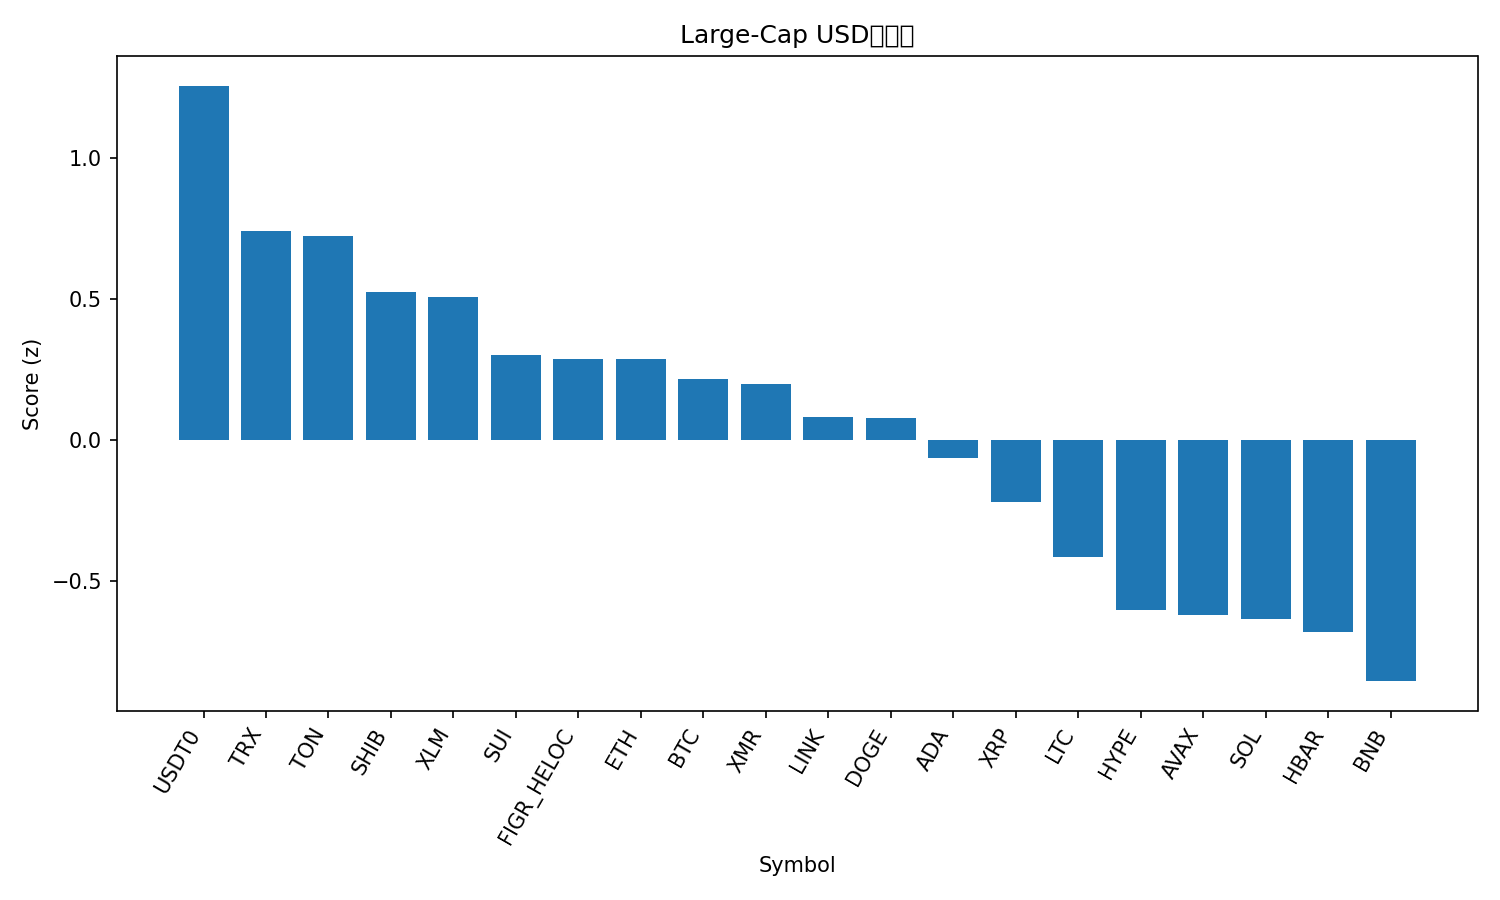 Large-Cap USD
Score (z)
1.0
0.5
0.0
−0.5
USDT0
TRX
TON
SHIB
XLM
SUI
FIGR_HELOC
ETH
BTC
XMR
LINK
DOGE
ADA
XRP
LTC
HYPE
AVAX
SOL
HBAR
BNB
Symbol